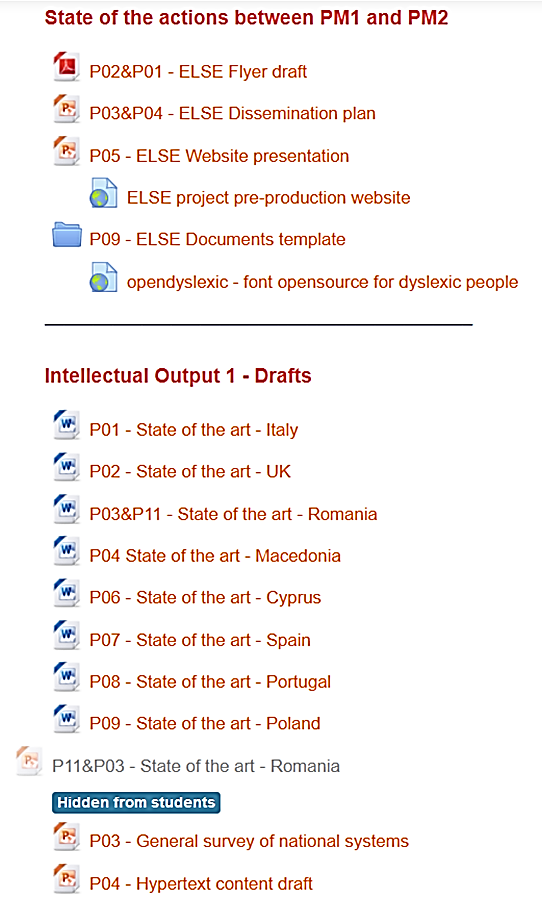 State of the actions between PM1 and PM2
P02&P01 - ELSE Flyer draft
P03&P04 - ELSE Dissemination plan
P05 - ELSE Website presentation
ELSE project pre-production website
P09 - ELSE Documents template
opendyslexic - font opensource for dyslexic people
Intellectual Output 1 - Drafts
P01 - State of the art - Italy
P02 - State of the art - UK
P03&P11 - State of the art - Romania
P04 State of the art - Macedonia
P06 - State of the art - Cyprus
P07 - State of the art - Spain
P08 - State of the art - Portugal
P09 - State of the art - Poland
P11&P03 - State of the art - Romania
Hidden from students
P03 - General survey of national systems
P04 - Hypertext content draft